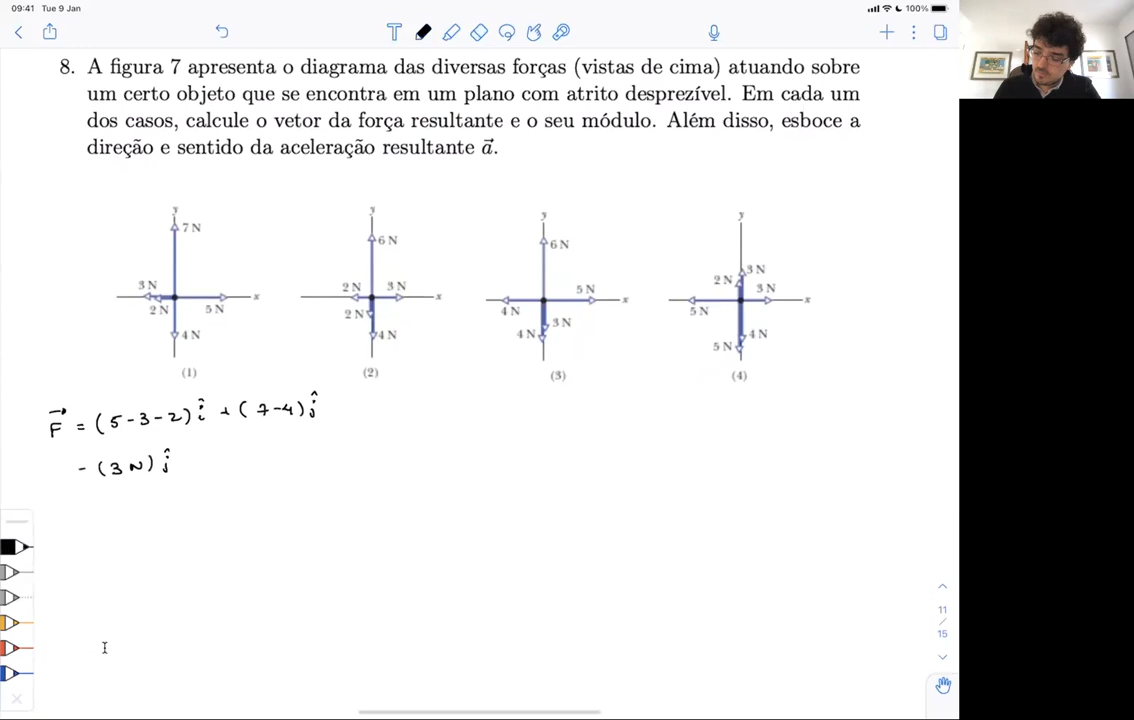 09:41 Tue 9 Jan
100%
T
8. A figura 7 apresenta o diagrama das diversas forças (vistas de cima) atuando sobre
um certo objeto que se encontra em um plano com atrito desprezível. Em cada um
dos casos, calcule o vetor da força resultante e o seu módulo. Além disso, esboce a
direção e sentido da aceleração resultante a⃗.
y
7 N
3 N
x
2 N
5 N
4 N
(1)
y
6 N
2 N
3 N
x
2 N
4 N
(2)
y
6 N
5 N
x
4 N
3 N
4 N
(3)
y
3 N
2 N
3 N
x
5 N
4 N
5 N
(4)
F⃗ = (5-3-2) î + (7-4) ĵ
- (3 N) ĵ
11
/
15